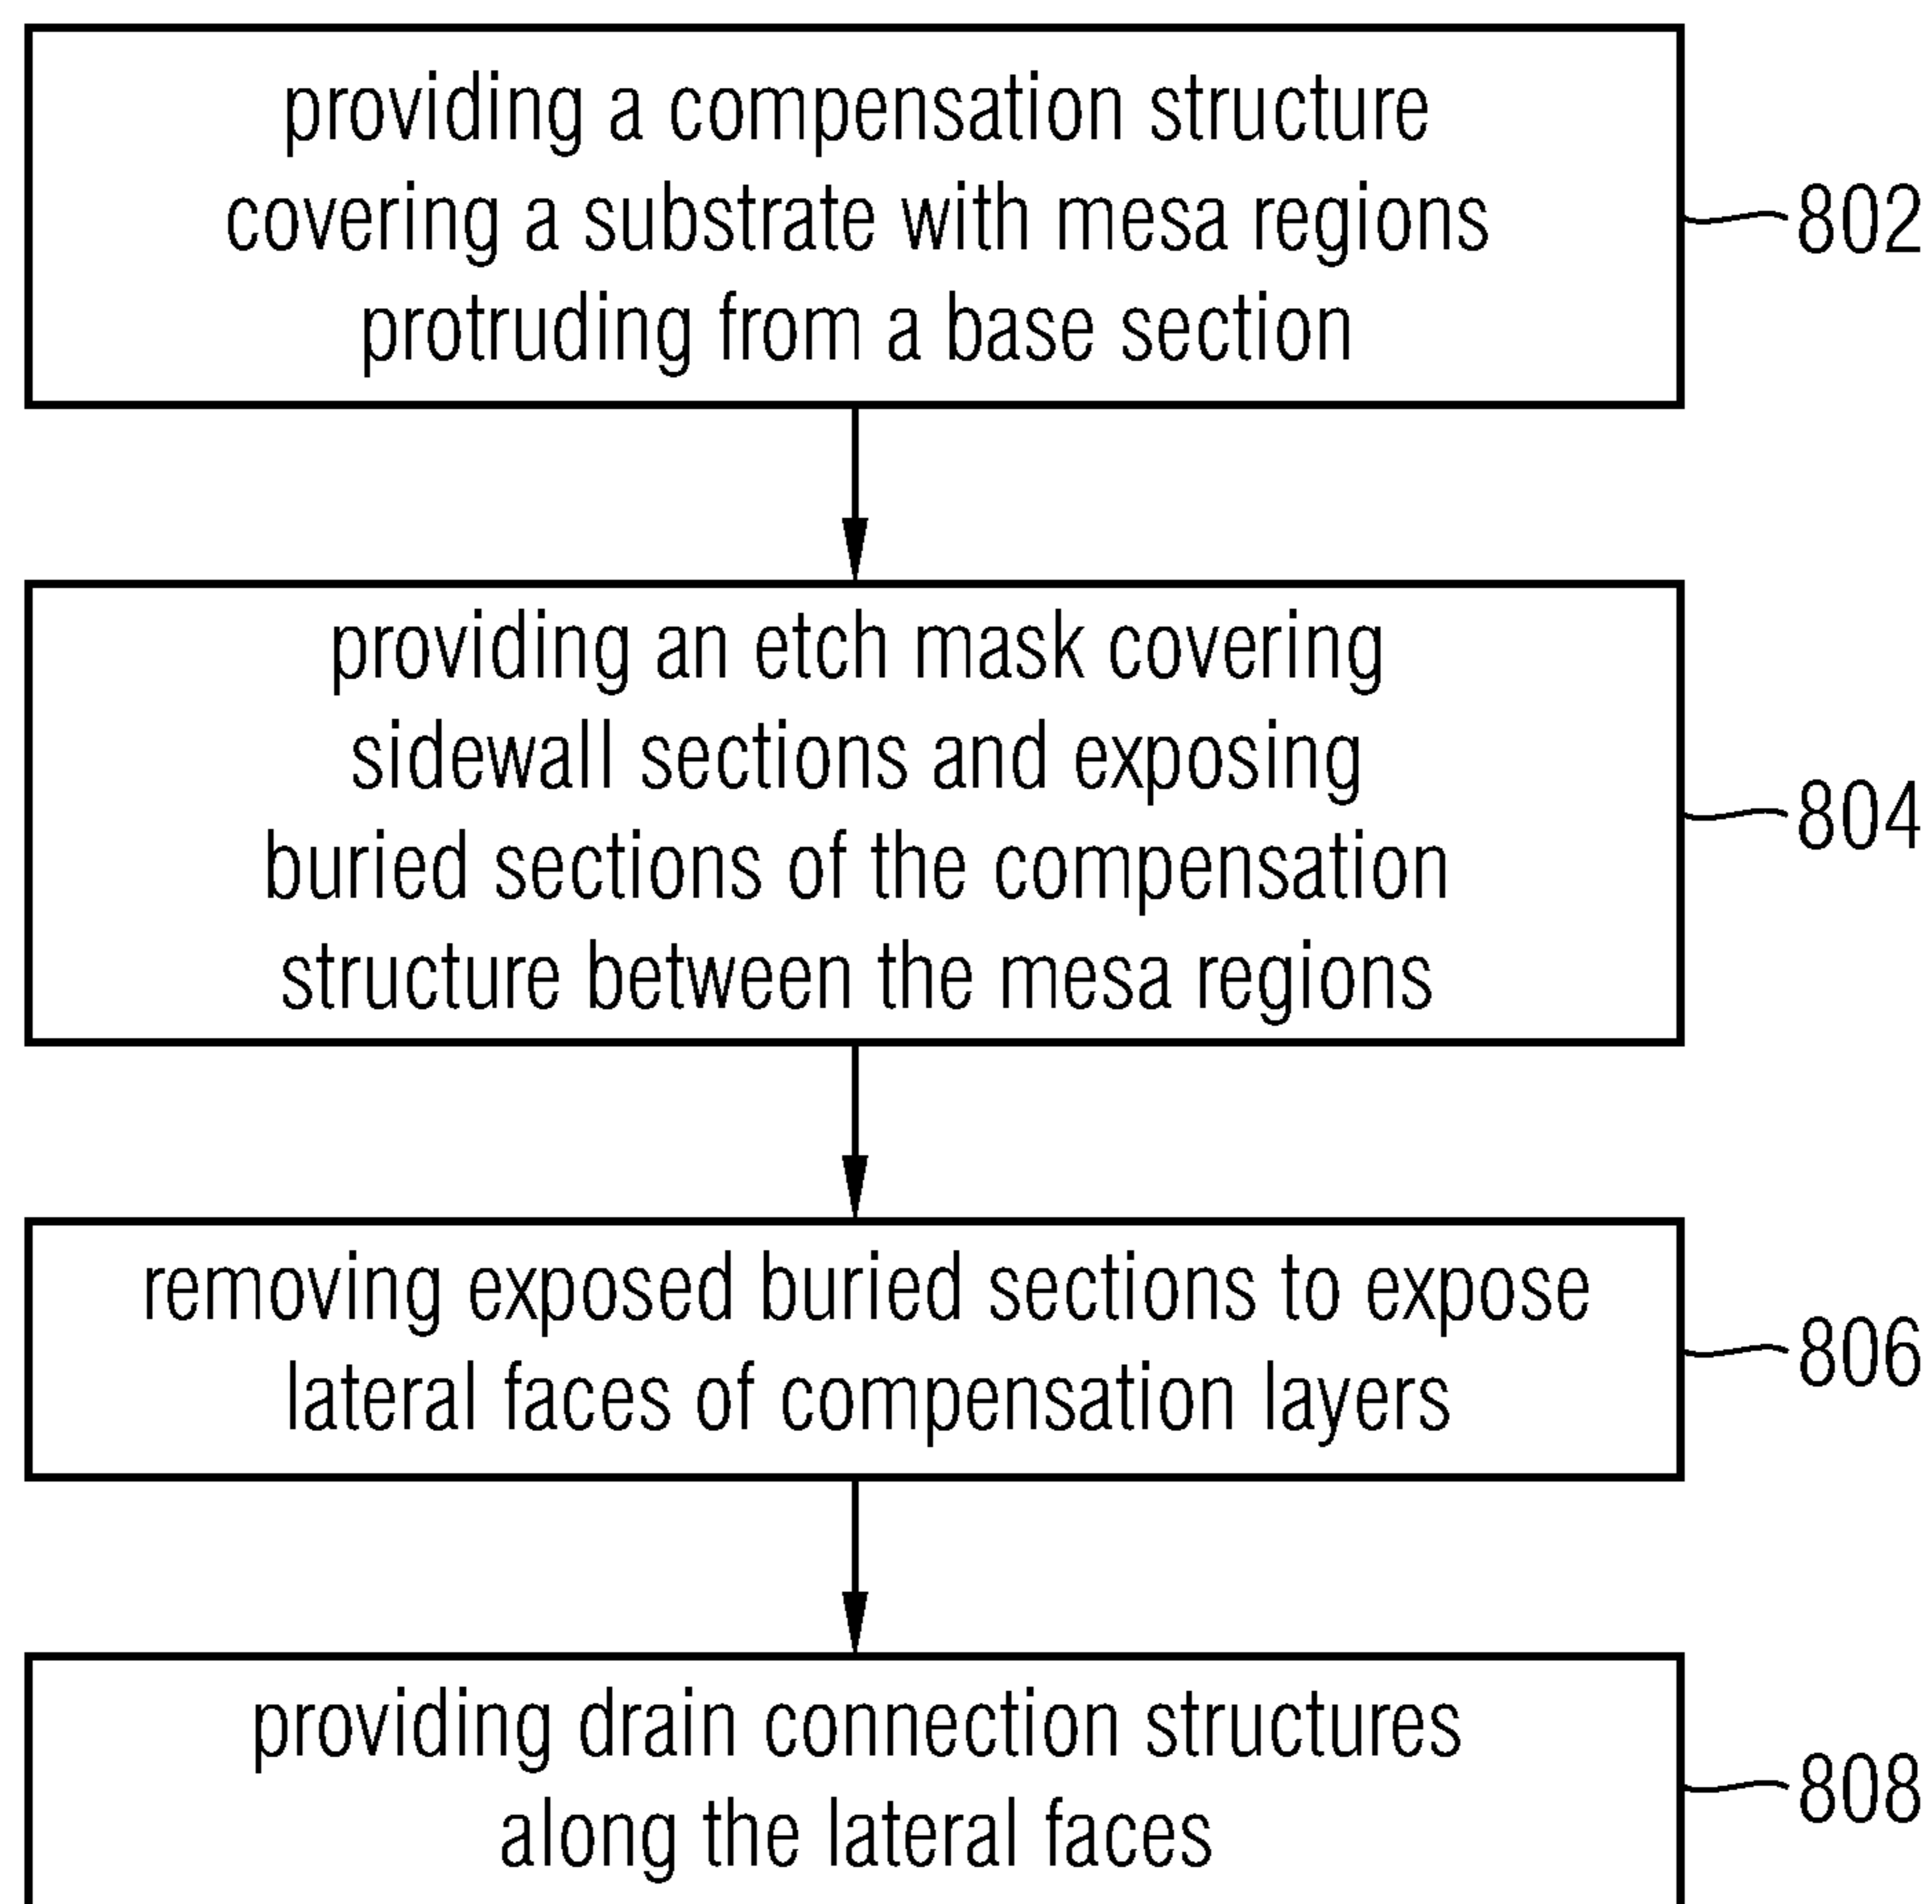 providing a compensation structure
covering a substrate with mesa regions
protruding from a base section
802
providing an etch mask covering
sidewall sections and exposing
buried sections of the compensation
structure between the mesa regions
804
removing exposed buried sections to expose
lateral faces of compensation layers
806
providing drain connection structures
along the lateral faces
808